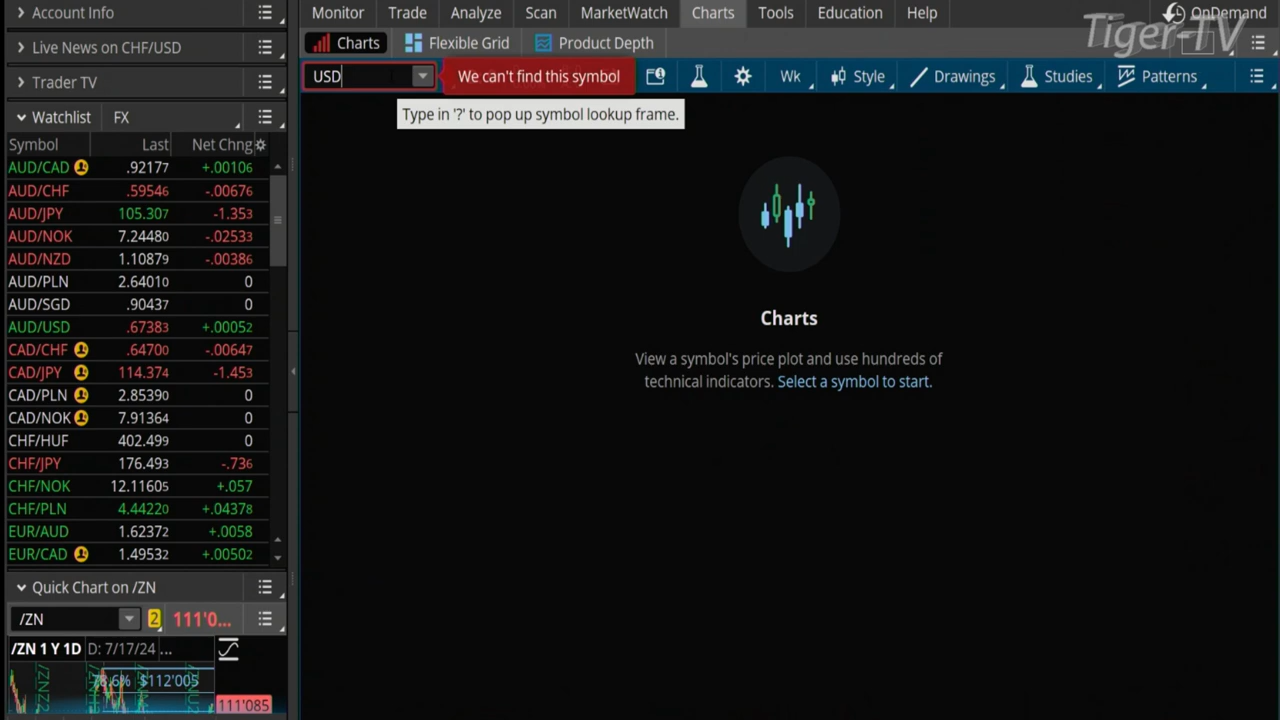 Account Info
Live News on CHF/USD
Trader TV
Watchlist FX
Symbol Last Net Chng
AUD/CAD .92177 +.00106
AUD/CHF .59546 -.00676
AUD/JPY 105.307 -1.353
AUD/NOK 7.24480 -.02533
AUD/NZD 1.10879 -.00386
AUD/PLN 2.64010 0
AUD/SGD .90437 0
AUD/USD .67383 +.00052
CAD/CHF .64700 -.00647
CAD/JPY 114.374 -1.453
CAD/PLN 2.85390 0
CAD/NOK 7.91364 0
CHF/HUF 402.499 0
CHF/JPY 176.493 -.736
CHF/NOK 12.11605 +.057
CHF/PLN 4.44220 +.04378
EUR/AUD 1.62372 +.0058
EUR/CAD 1.49532 +.00502
Quick Chart on /ZN
/ZN 2 111'0...
/ZN 1 Y 1D D: 7/17/24 ...
78.6% $112'005
111'085
Monitor Trade Analyze Scan MarketWatch Charts Tools Education Help OnDemand
Tiger-TV
Charts Flexible Grid Product Depth
USD We can't find this symbol Wk Style Drawings Studies Patterns
Type in '?' to pop up symbol lookup frame.
Charts
View a symbol's price plot and use hundreds of
technical indicators. Select a symbol to start.